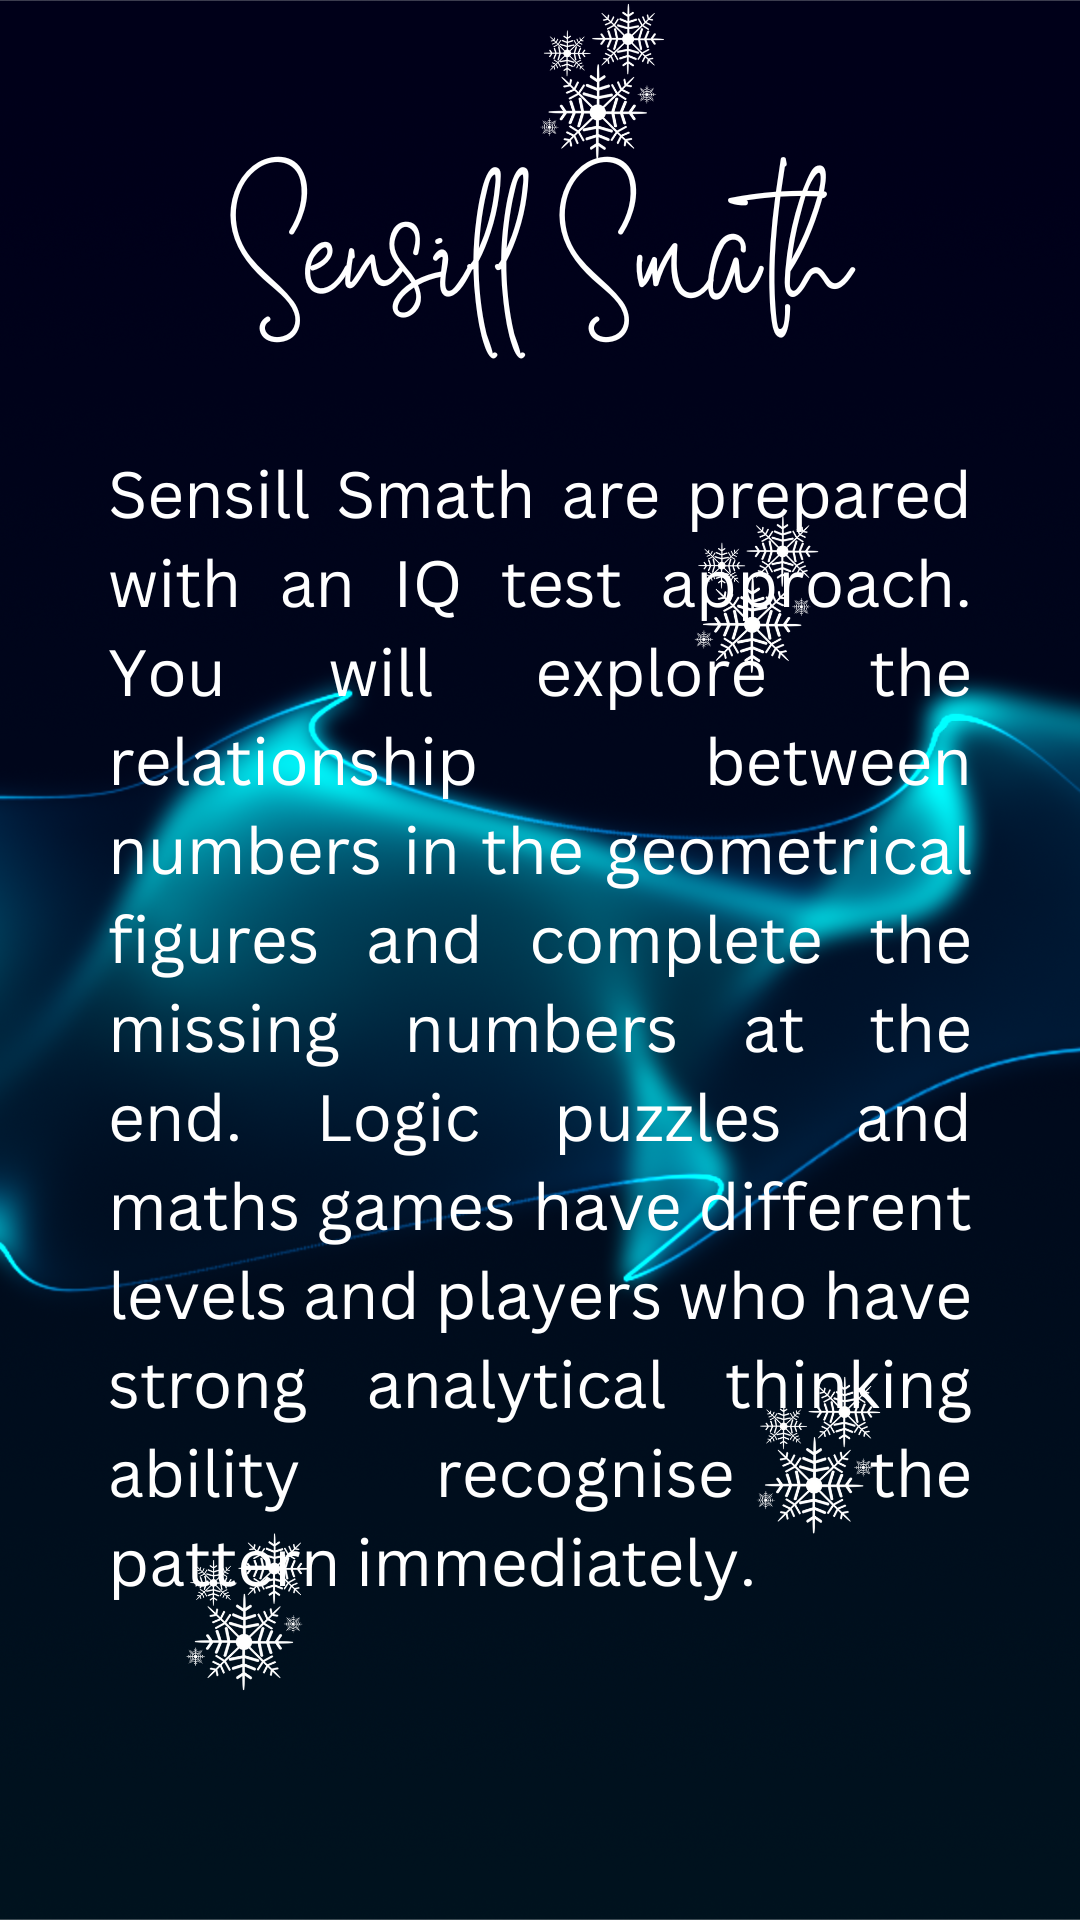 Sensill Smath
Sensill Smath are prepared
with an IQ test approach.
You will explore the
relationship between
numbers in the geometrical
figures and complete the
missing numbers at the
end. Logic puzzles and
maths games have different
levels and players who have
strong analytical thinking
ability recognise the
pattern immediately.